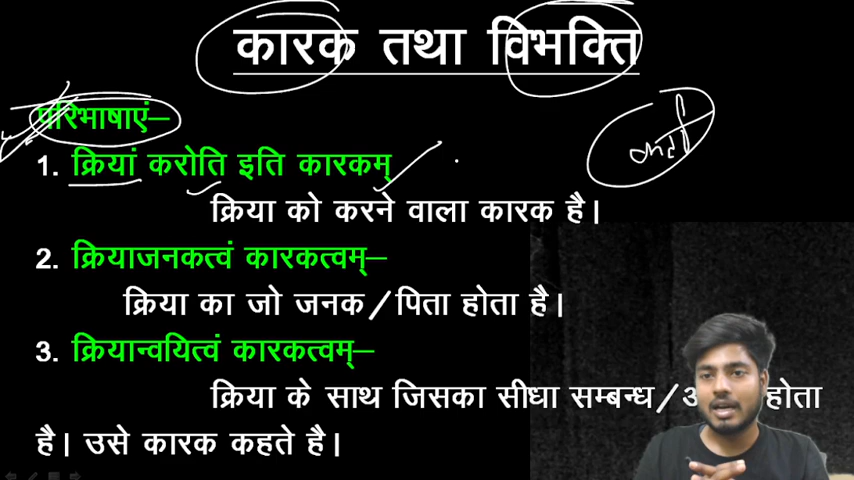 कारक तथा विभक्ति
परिभाषाएं–
1. क्रियां करोति इति कारकम्
कर्ता
क्रिया को करने वाला कारक है।
2. क्रियाजनकत्वं कारकत्वम्–
क्रिया का जो जनक/पिता होता है।
3. क्रियान्वयित्वं कारकत्वम्–
क्रिया के साथ जिसका सीधा सम्बन्ध/ होता
है। उसे कारक कहते है।